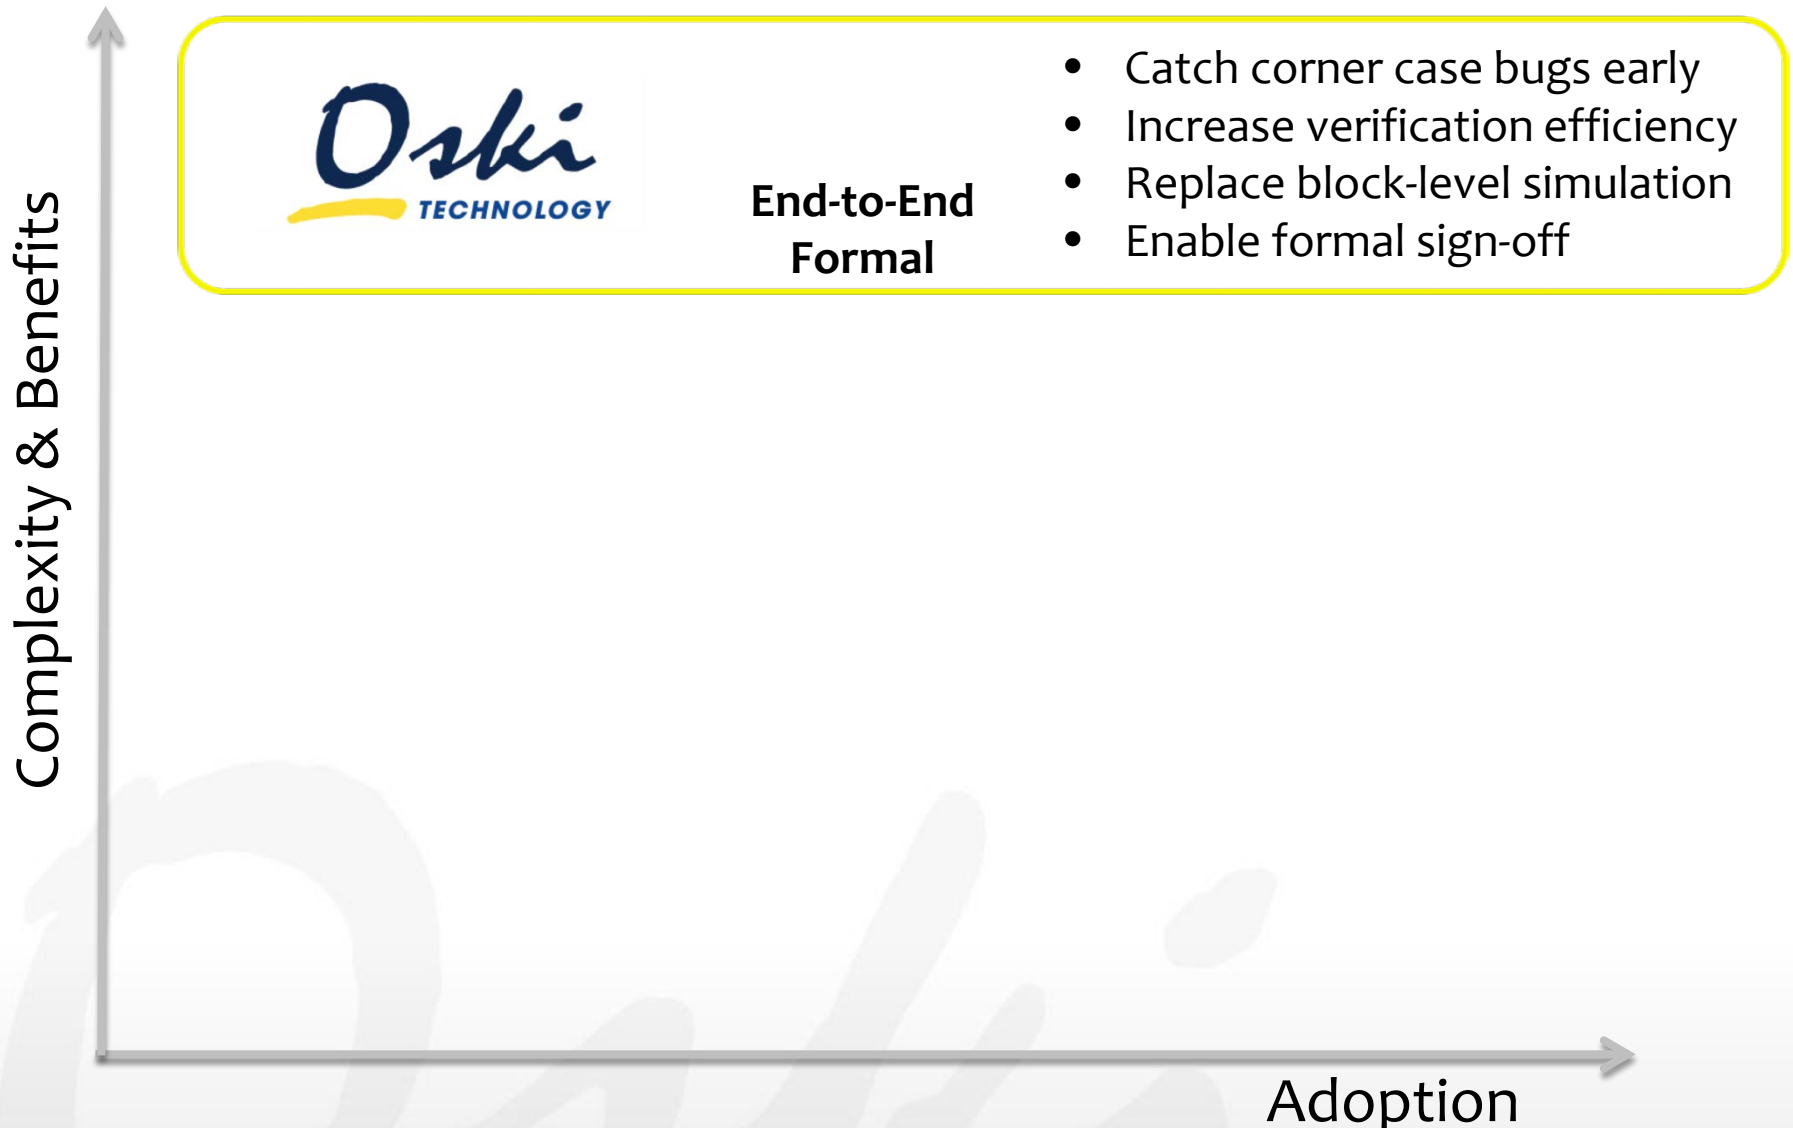 Oski
TECHNOLOGY
End-to-End
Formal
• Catch corner case bugs early
• Increase verification efficiency
• Replace block-level simulation
• Enable formal sign-off
Complexity & Benefits
Adoption
Oski